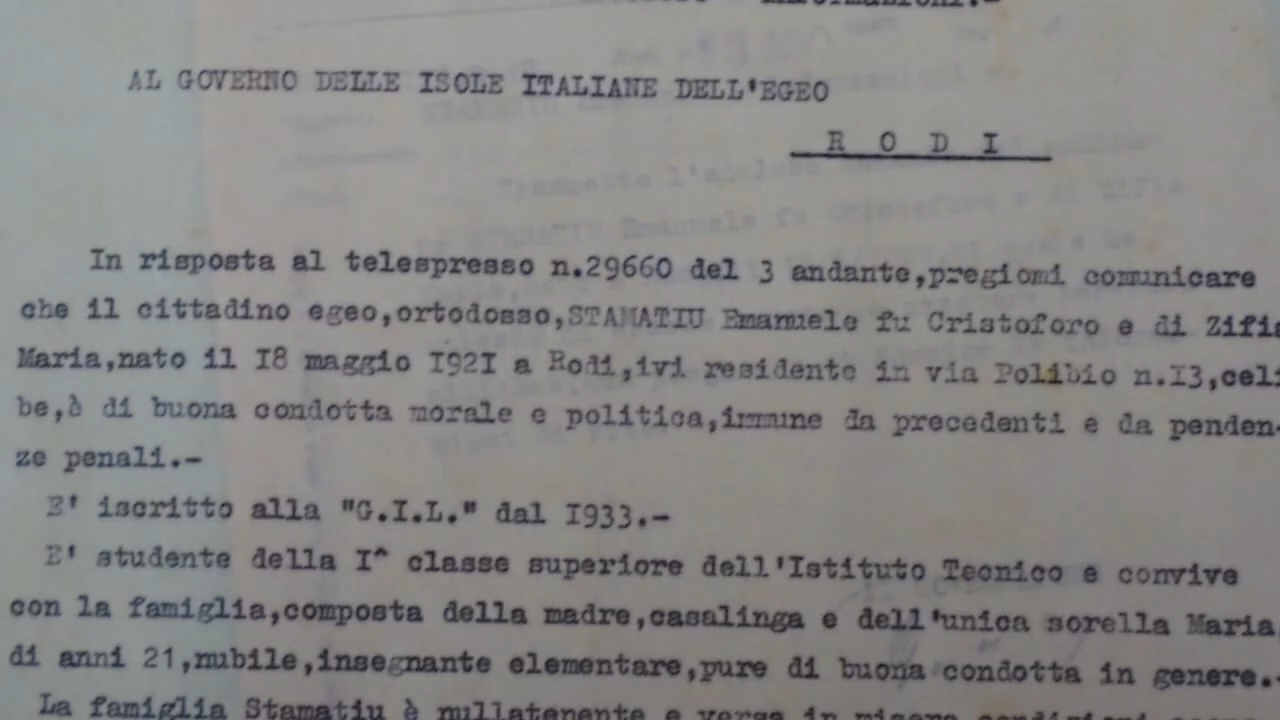 Informazioni.-
AL GOVERNO DELLE ISOLE ITALIANE DELL'EGEO
R O D I
In risposta al telespresso n.29660 del 3 andante,pregiomi comunicare
che il cittadino egeo,ortodosso,STAMATIU Emanuele fu Cristoforo e di Zifis
Maria,nato il I8 maggio I92I a Rodi,ivi residente in via Polibio n.I3,celi
be,è di buona condotta morale e politica,immune da precedenti e da penden-
ze penali.-
E' iscritto alla "G.I.L." dal I933.-
E' studente della I^ classe superiore dell'Istituto Tecnico e convive
con la famiglia,composta della madre,casalinga e dell'unica sorella Maria
di anni 21,nubile,insegnante elementare,pure di buona condotta in genere.-
La famiglia Stamatiu è nullatenente e versa in misere condizioni